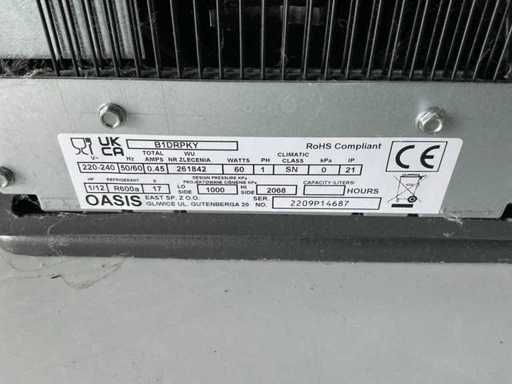 B1DRPKY
RoHS Compliant
UK
CA
V~ Hz TOTAL AMPS WU NR ZLECENIA WATTS PH CLIMATIC CLASS kPa IP
220-240 50/60 0.45 261842 60 1 SN 0 21
HP REFRIGERANT g DESIGN PRESSURE kPa CAPACITY-(LITERS)
PROJEKTOWANE CIŚNIENIE kPa
1/12 R600a 17 LO SIDE 1000 HI SIDE 2068 HOURS
OASIS EAST SP. Z O.O. SER. NO. 2209P14687
GLIWICE UL. GUTENBERGA 20
CE